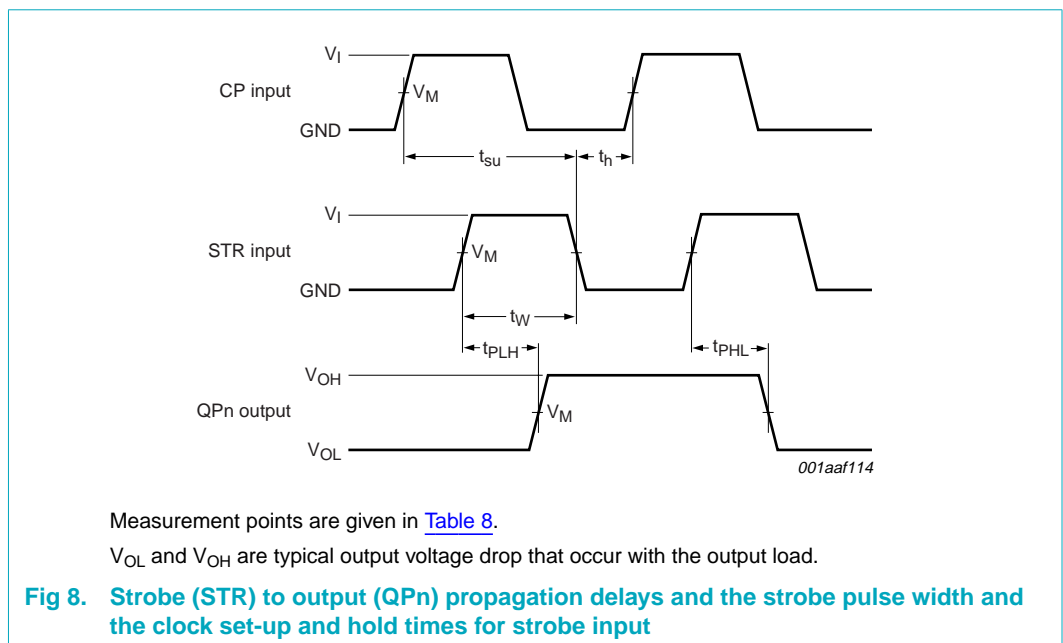 V_I
CP input
V_M
GND
t_su
t_h
V_I
STR input
V_M
GND
t_W
t_PLH
t_PHL
V_OH
QPn output
V_M
V_OL
001aaf114
Measurement points are given in Table 8.
V_OL and V_OH are typical output voltage drop that occur with the output load.
Fig 8. Strobe (STR) to output (QPn) propagation delays and the strobe pulse width and
the clock set-up and hold times for strobe input